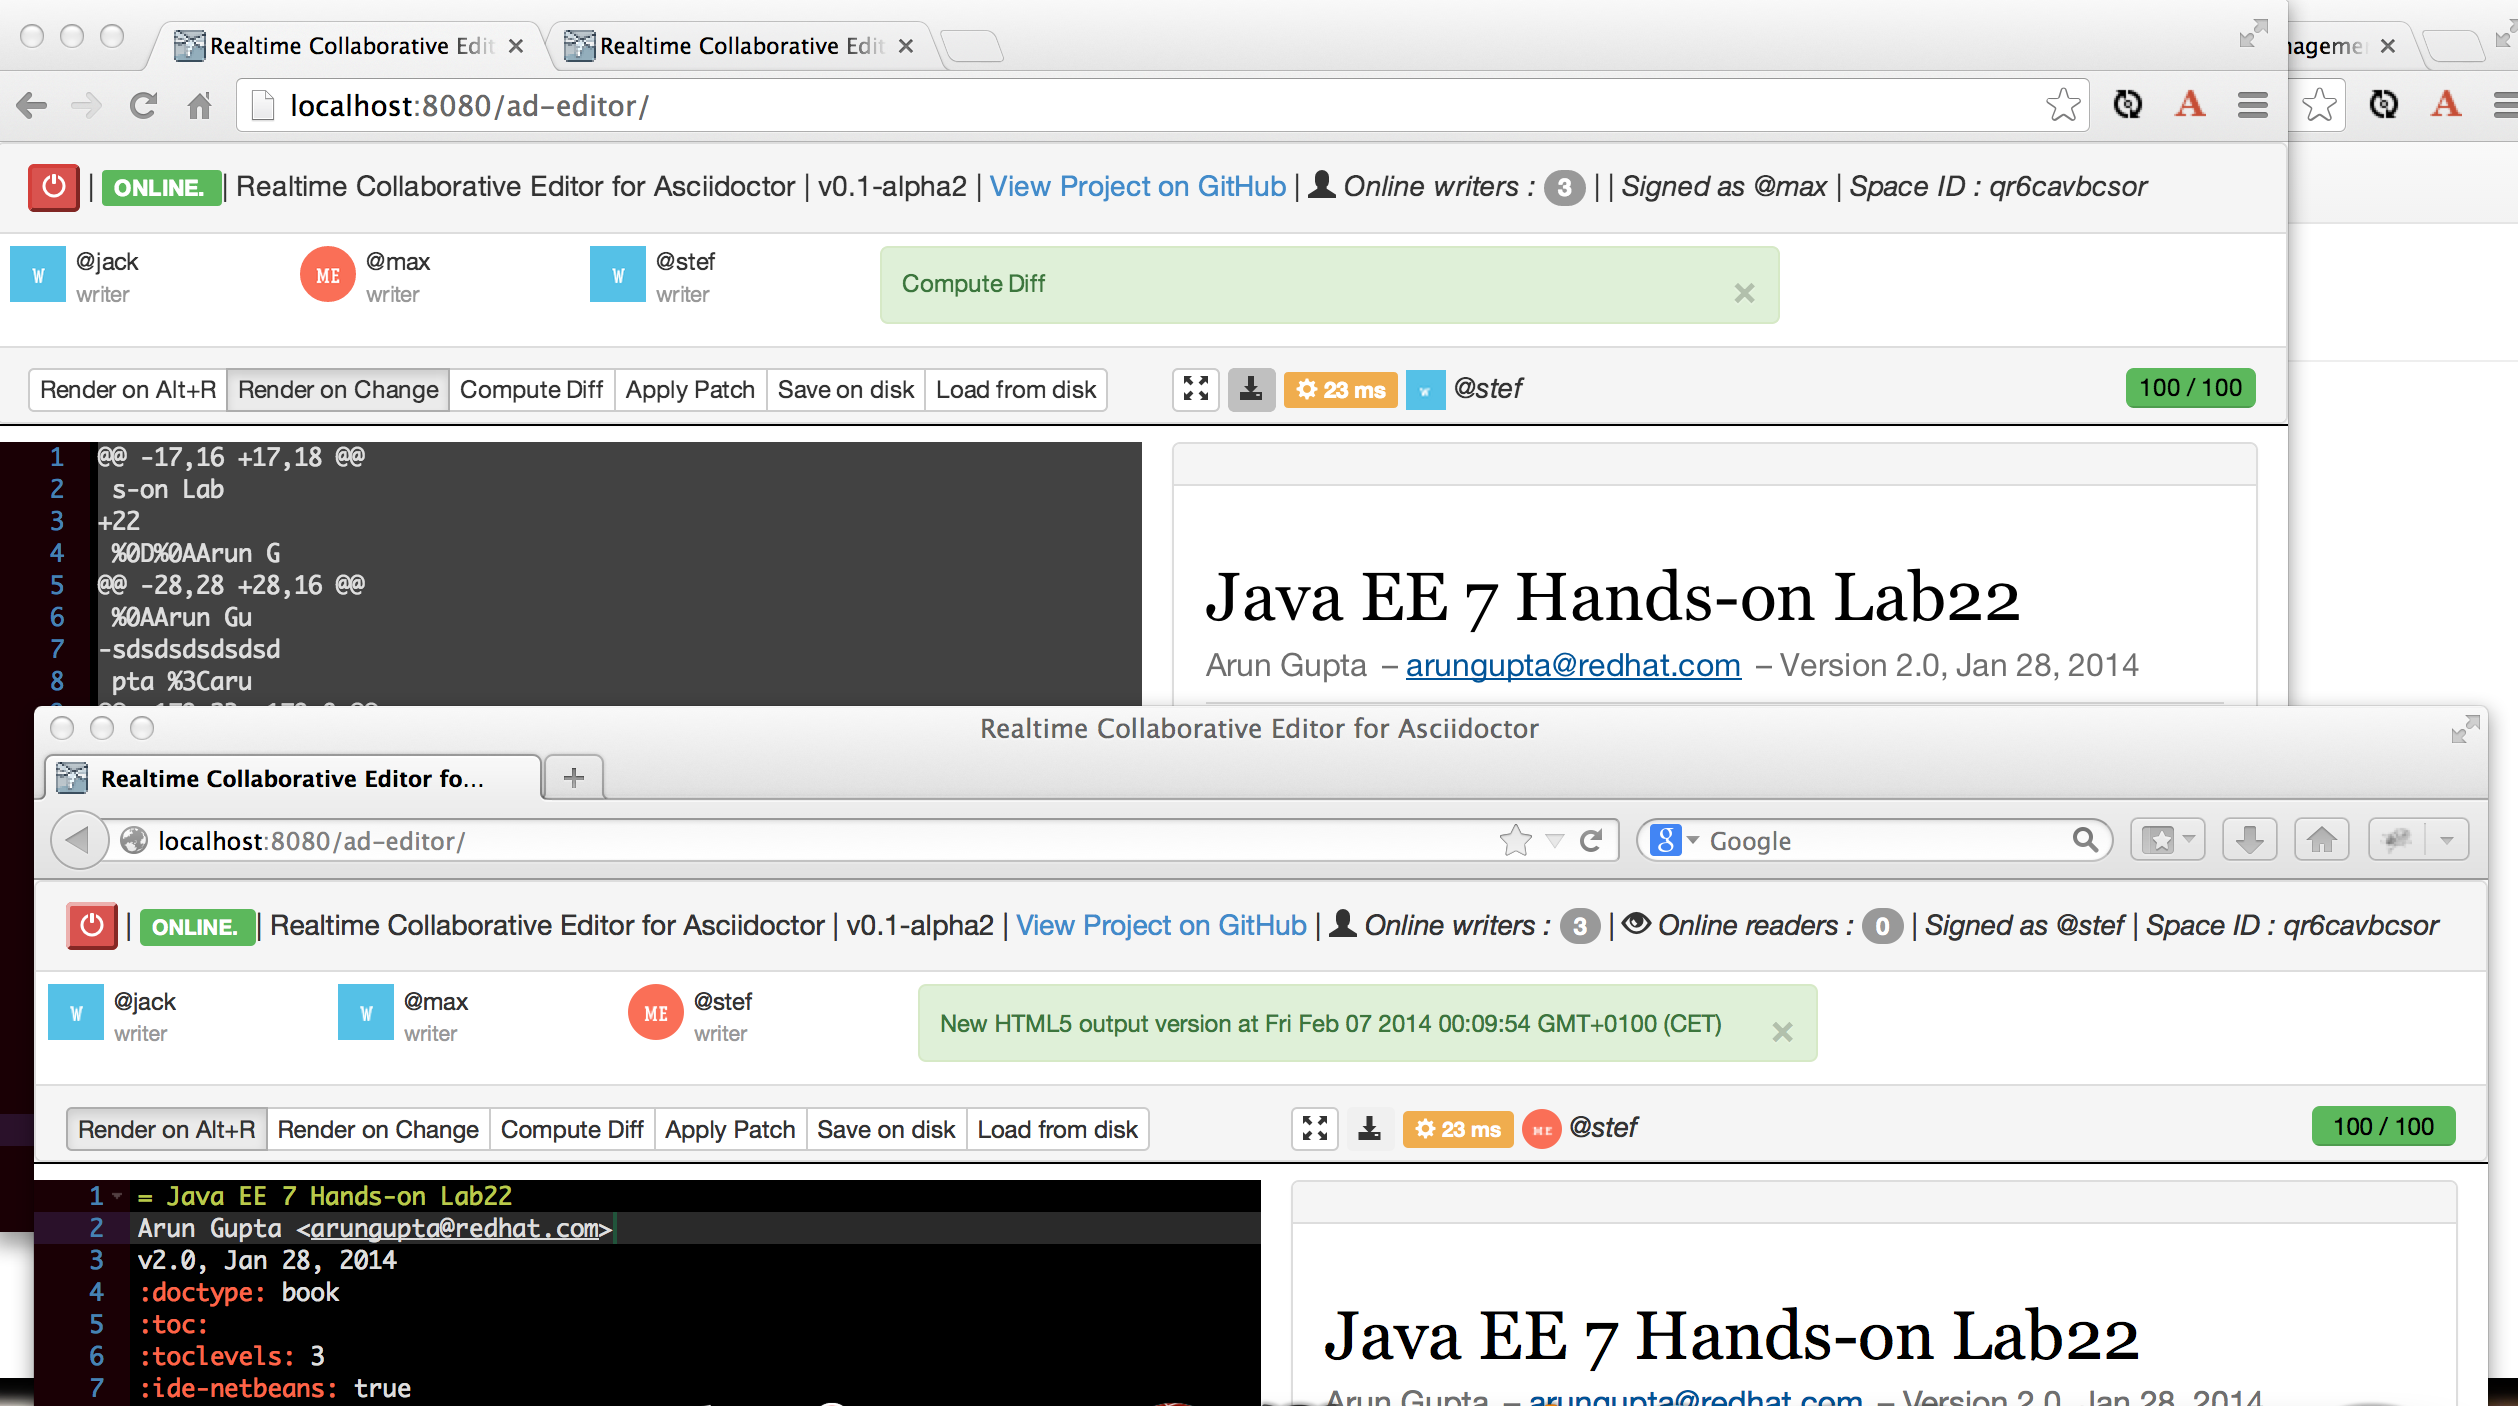 Realtime Collaborative Edit
Realtime Collaborative Edit
localhost:8080/ad-editor/
A
A
| ONLINE. | Realtime Collaborative Editor for Asciidoctor | v0.1-alpha2 | View Project on GitHub | Online writers : 3 | | Signed as @max | Space ID : qr6cavbcsor
W @jack writer
ME @max writer
W @stef writer
Compute Diff ×
Render on Alt+R Render on Change Compute Diff Apply Patch Save on disk Load from disk 23 ms W @stef 100 / 100
1 @@ -17,16 +17,18 @@
2 s-on Lab
3 +22
4 %0D%0AArun G
5 @@ -28,28 +28,16 @@
6 %0AArun Gu
7 -sdsdsdsdsdsd
8 pta %3Caru
Java EE 7 Hands-on Lab22
Arun Gupta – arungupta@redhat.com – Version 2.0, Jan 28, 2014
Realtime Collaborative Editor for Asciidoctor
Realtime Collaborative Editor fo...
localhost:8080/ad-editor/
Google
| ONLINE. | Realtime Collaborative Editor for Asciidoctor | v0.1-alpha2 | View Project on GitHub | Online writers : 3 | Online readers : 0 | Signed as @stef | Space ID : qr6cavbcsor
W @jack writer
W @max writer
ME @stef writer
New HTML5 output version at Fri Feb 07 2014 00:09:54 GMT+0100 (CET) ×
Render on Alt+R Render on Change Compute Diff Apply Patch Save on disk Load from disk 23 ms ME @stef 100 / 100
1 = Java EE 7 Hands-on Lab22
2 Arun Gupta <arungupta@redhat.com>
3 v2.0, Jan 28, 2014
4 :doctype: book
5 :toc:
6 :toclevels: 3
7 :ide-netbeans: true
Java EE 7 Hands-on Lab22
Arun Gupta – arungupta@redhat.com – Version 2.0, Jan 28, 2014